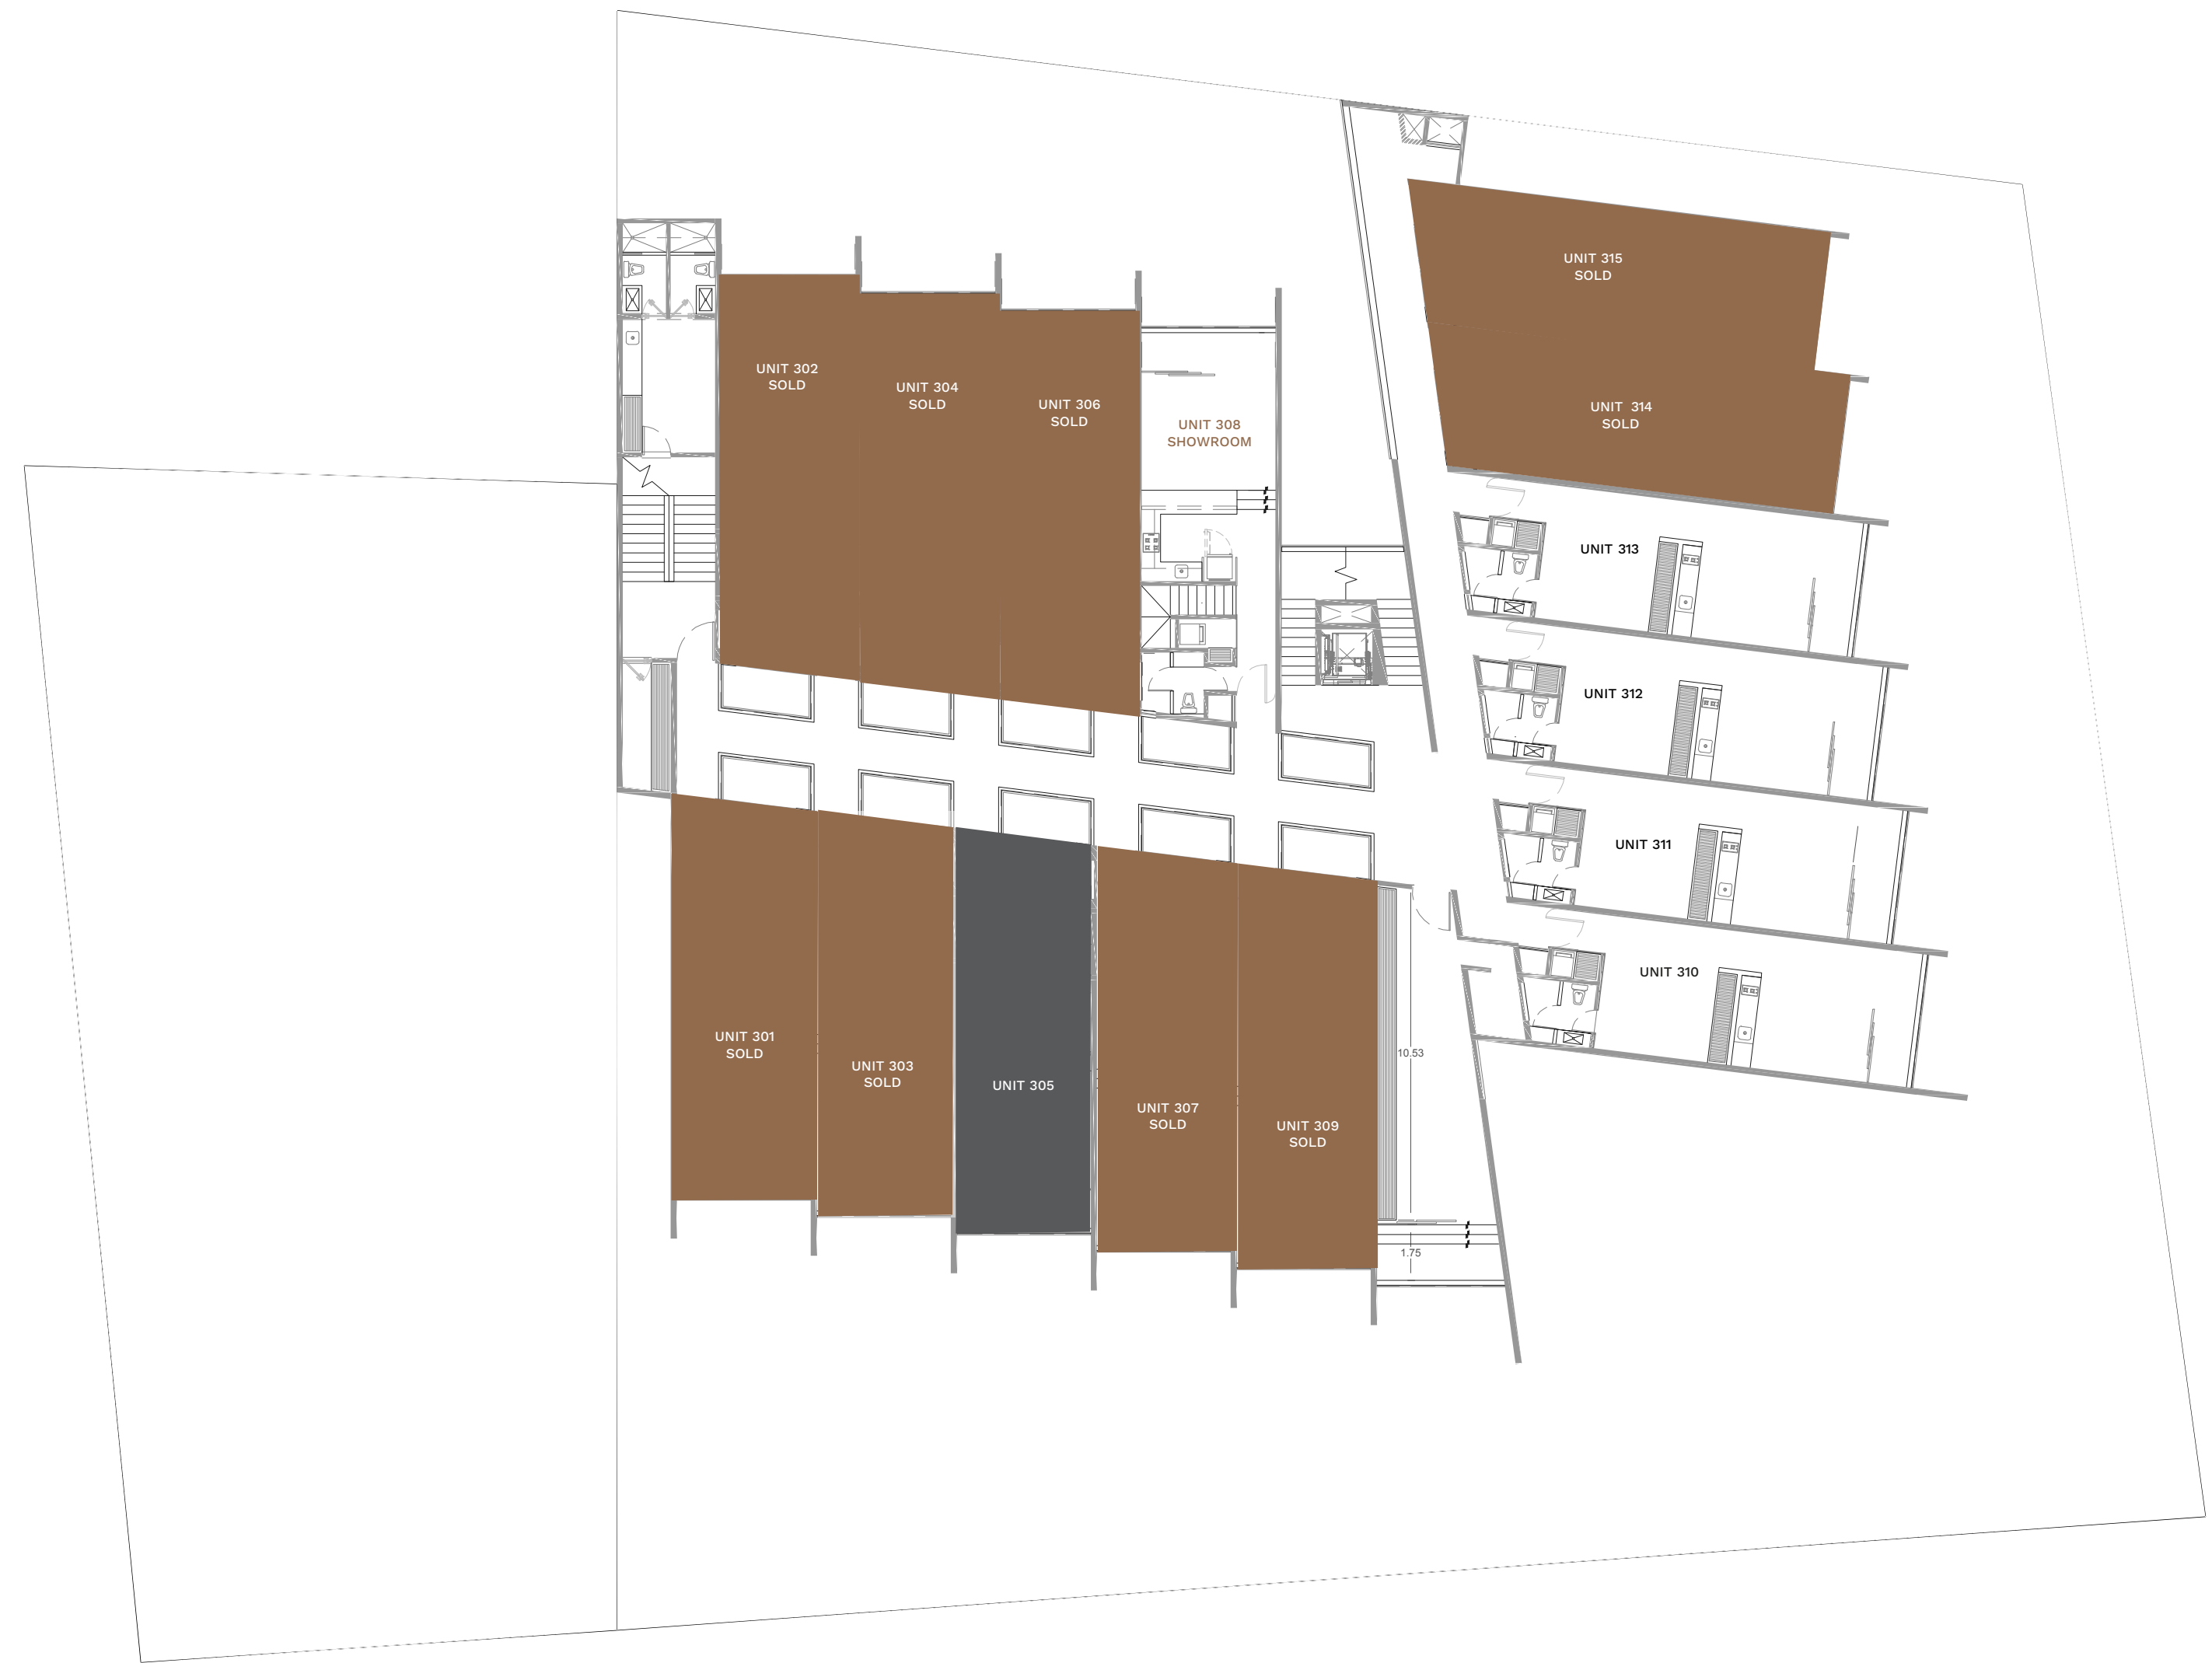 UNIT 315
SOLD
UNIT 302
SOLD
UNIT 304
SOLD
UNIT 306
SOLD
UNIT 308
SHOWROOM
UNIT 314
SOLD
UNIT 313
UNIT 312
UNIT 311
UNIT 310
UNIT 301
SOLD
UNIT 303
SOLD
UNIT 305
UNIT 307
SOLD
UNIT 309
SOLD
10.53
1.75